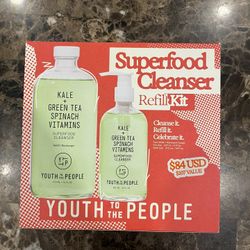 Superfood
Cleanser
Refill Kit
KALE
+
GREEN TEA
SPINACH
VITAMINS
SUPERFOOD
CLEANSER
KALE
+
GREEN TEA
SPINACH
VITAMINS
SUPERFOOD
CLEANSER
Cleanse it.
Refill it.
Celebrate it.
$84 USD
YOUTH TO THE PEOPLE
YOUTH TO THE PEOPLE
YOUTH TO THE PEOPLE